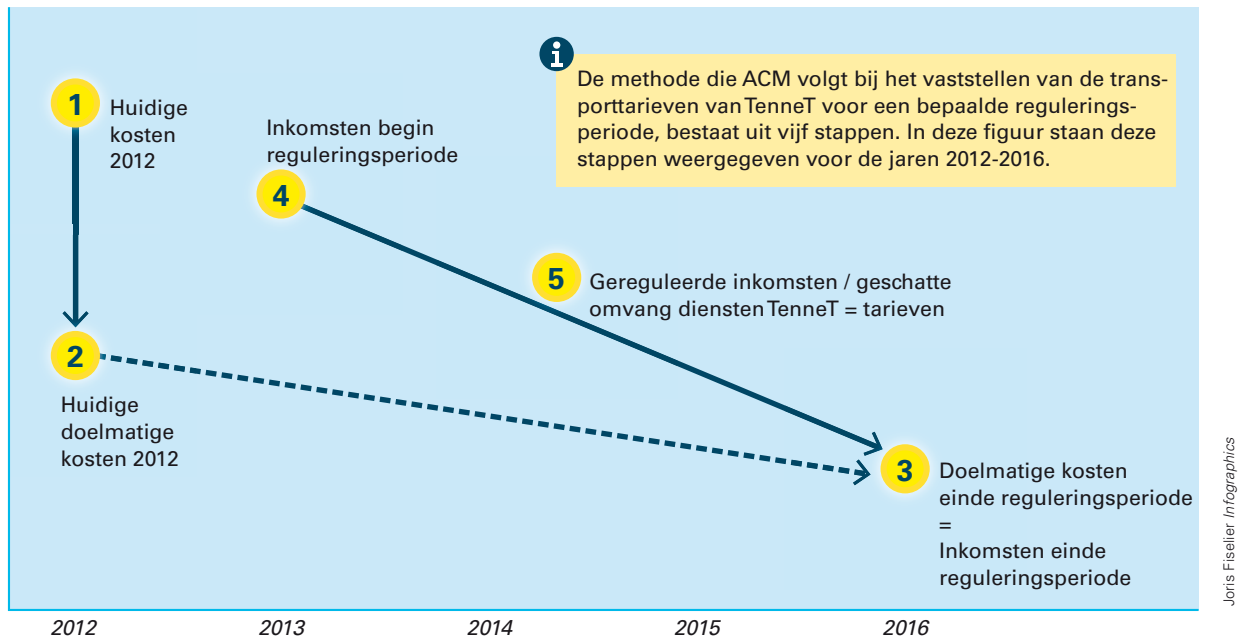 1
Huidige
kosten
2012
Inkomsten begin
reguleringsperiode
4
i
De methode die ACM volgt bij het vaststellen van de trans-
porttarieven van TenneT voor een bepaalde regulerings-
periode, bestaat uit vijf stappen. In deze figuur staan deze
stappen weergegeven voor de jaren 2012-2016.
5
Gereguleerde inkomsten / geschatte
omvang diensten TenneT = tarieven
2
Huidige
doelmatige
kosten 2012
3
Doelmatige kosten
einde reguleringsperiode
=
Inkomsten einde
reguleringsperiode
2012
2013
2014
2015
2016
Joris Fiselier Infographics